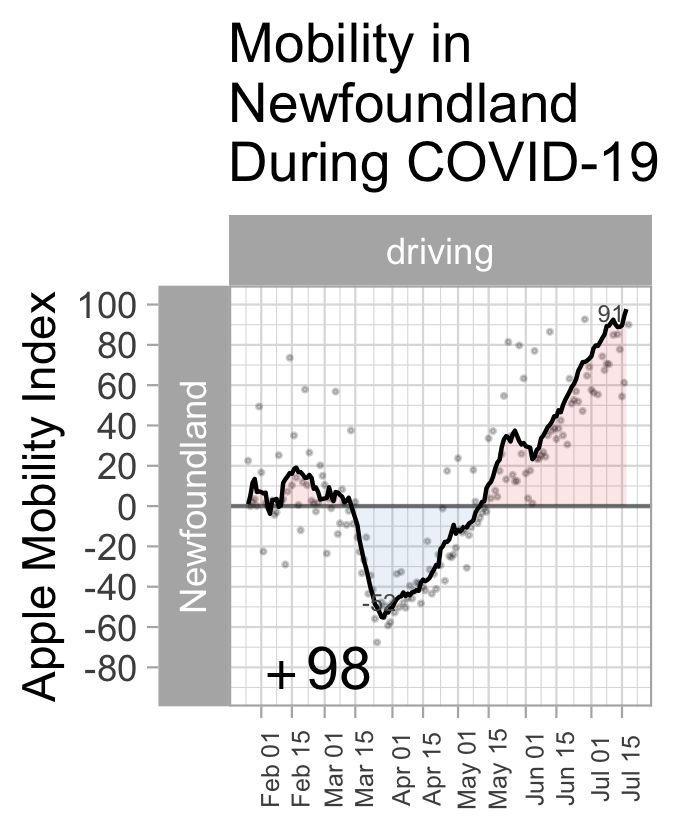 Mobility in
Newfoundland
During COVID-19
driving
Apple Mobility Index
Newfoundland
100
80
60
40
20
0
-20
-40
-60
-80
91
+98
Feb 01
Feb 15
Mar 01
Mar 15
Apr 01
Apr 15
May 01
May 15
Jun 01
Jun 15
Jul 01
Jul 15